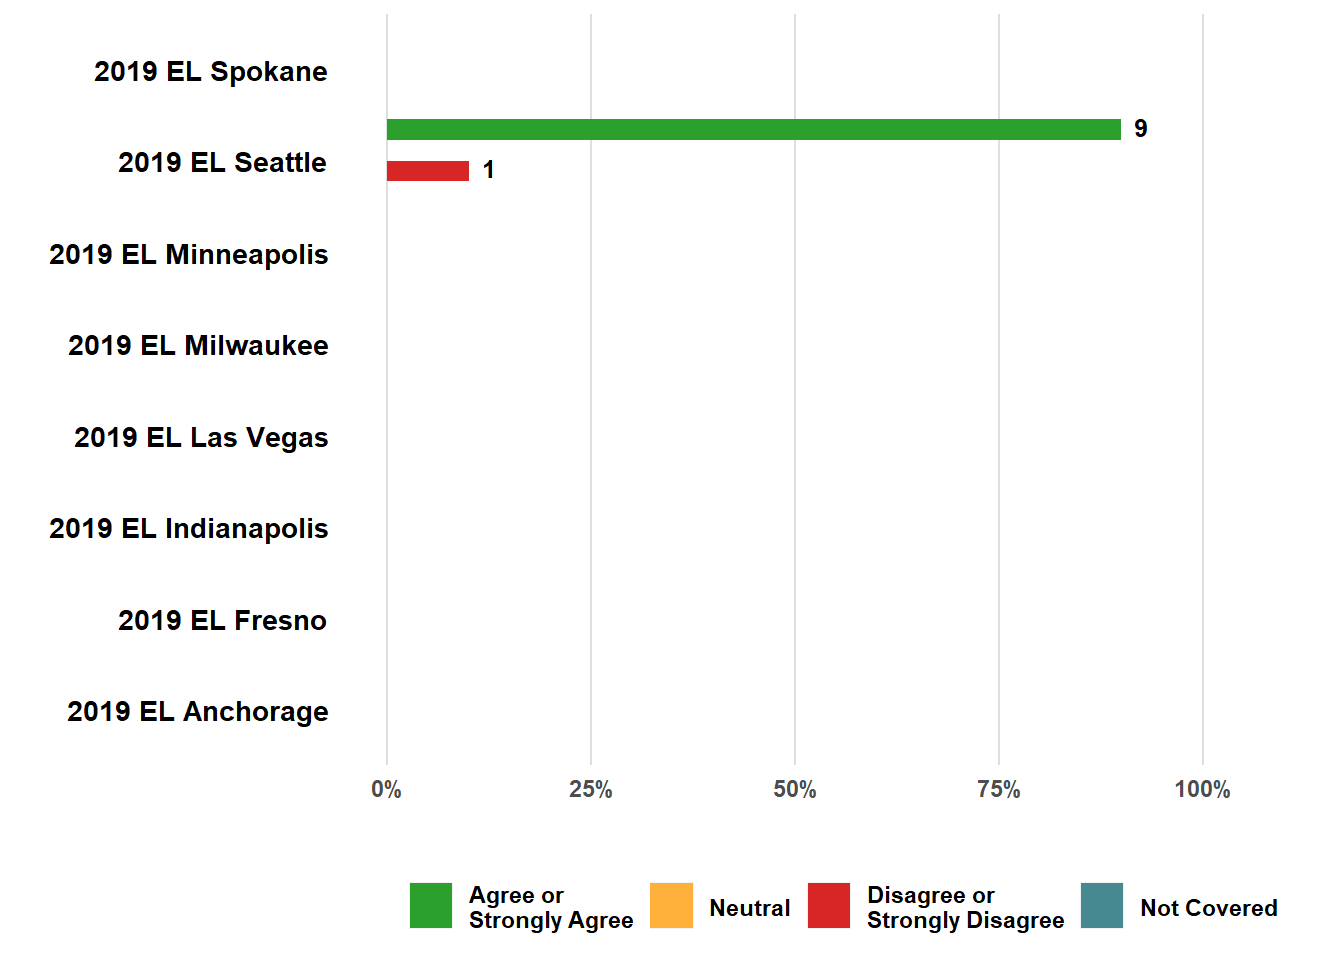 2019 EL Spokane
9
2019 EL Seattle
1
2019 EL Minneapolis
2019 EL Milwaukee
2019 EL Las Vegas
2019 EL Indianapolis
2019 EL Fresno
2019 EL Anchorage
0% 25% 50% 75% 100%
Agree or
Strongly Agree
Neutral
Disagree or
Strongly Disagree
Not Covered